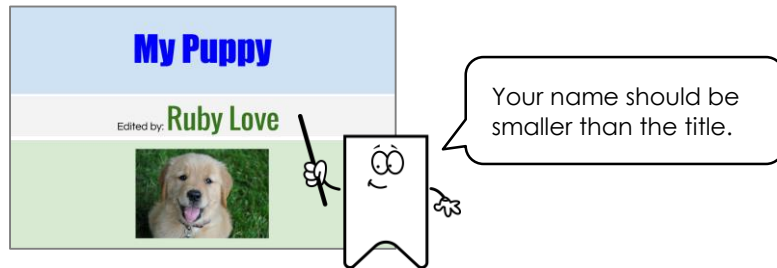 My Puppy
Edited by: Ruby Love
Your name should be
smaller than the title.